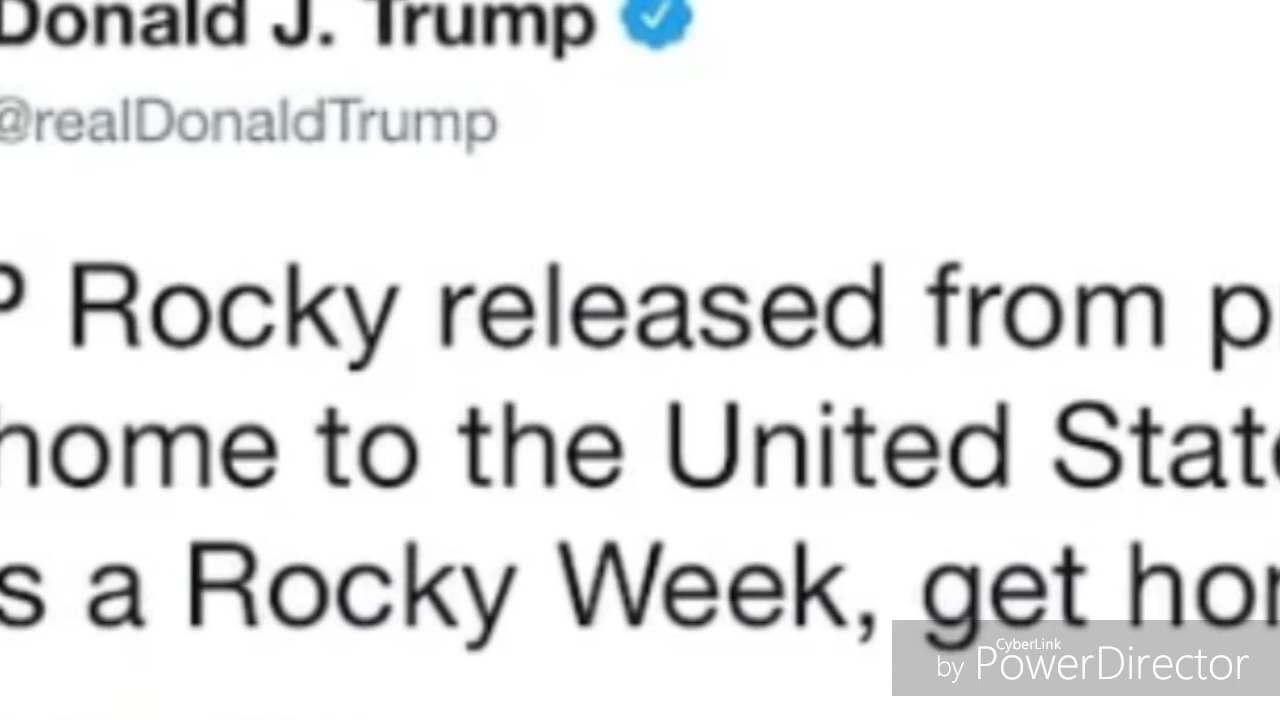 Donald J. Trump
@realDonaldTrump
P Rocky released from p
home to the United Stat
s a Rocky Week, get ho
CyberLink
by PowerDirector